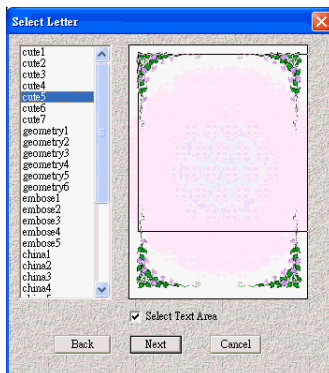 Select Letter
cute1
cute2
cute3
cute4
cute5
cute6
cute7
geometry1
geometry2
geometry3
geometry4
geometry5
geometry6
embose1
embose2
embose3
embose4
embose5
china1
china2
china3
china4
Select Text Area
Back
Next
Cancel